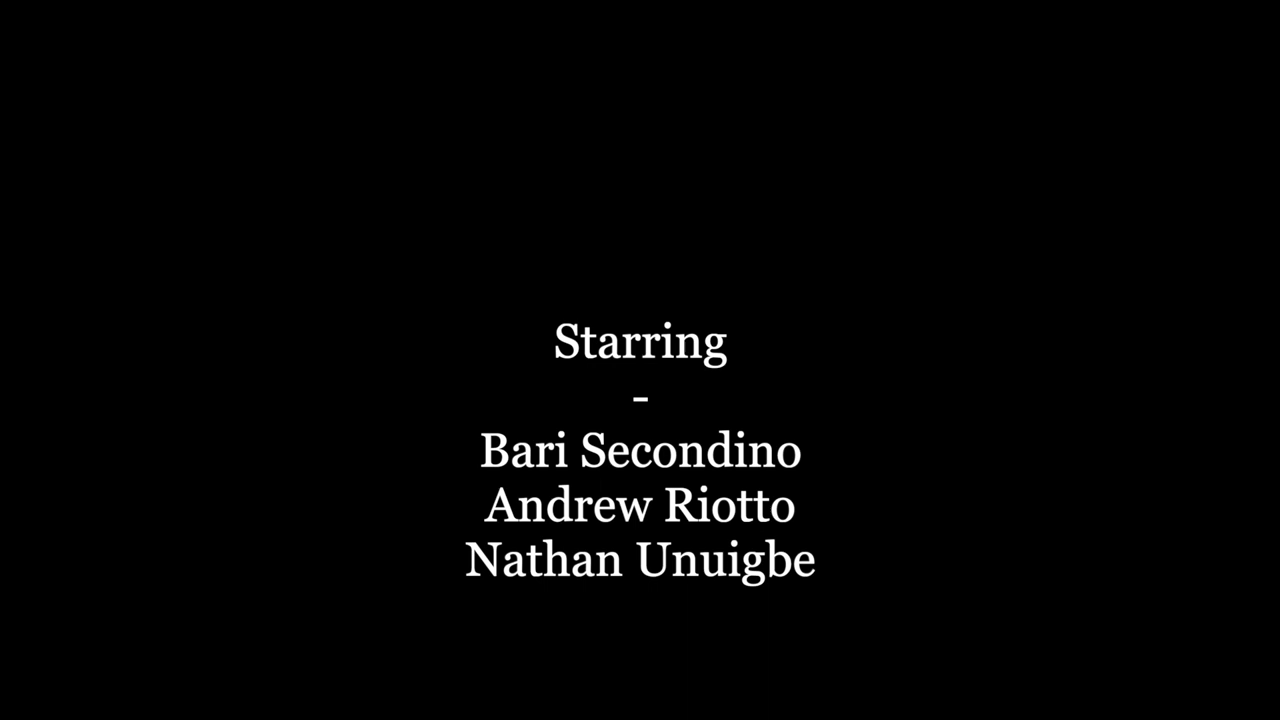 Starring
-
Bari Secondino
Andrew Riotto
Nathan Unuigbe